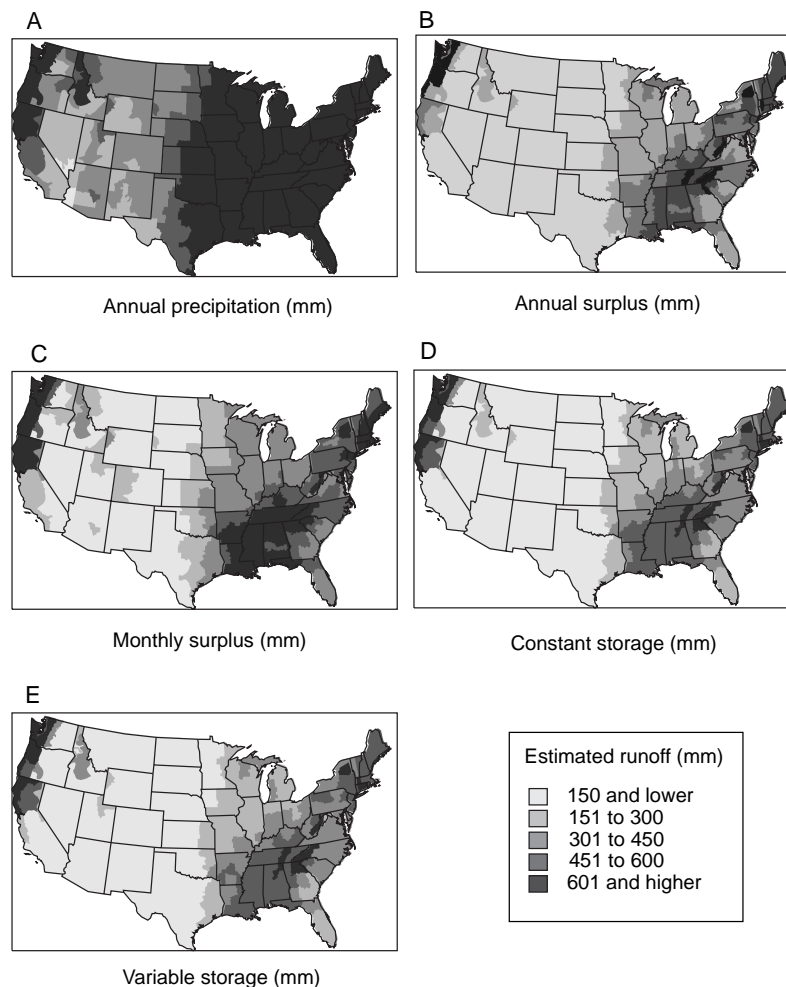 A
B
Annual precipitation (mm)
Annual surplus (mm)
C
D
Monthly surplus (mm)
Constant storage (mm)
E
Estimated runoff (mm)
150 and lower
151 to 300
301 to 450
451 to 600
601 and higher
Variable storage (mm)